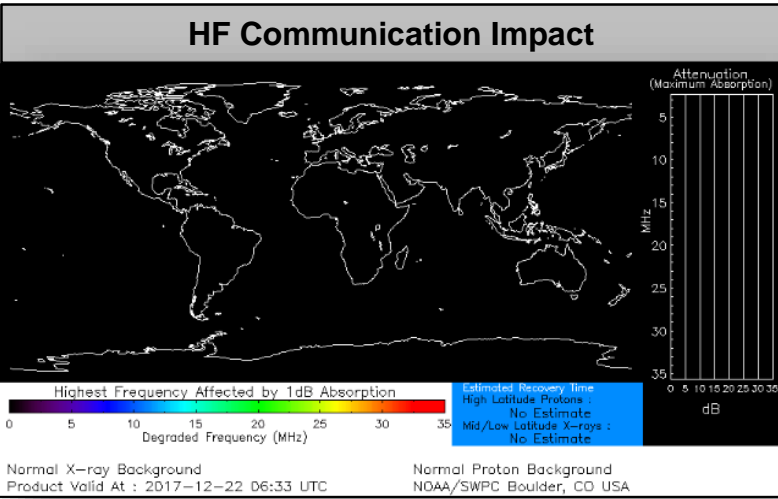 HF Communication Impact
Attenuation
(Maximum Absorption)
5
10
15
20
25
30
35
MHz
0 5 10 15 20 25 30 35
dB
Highest Frequency Affected by 1dB Absorption
0 5 10 15 20 25 30 35
Degraded Frequency (MHz)
Estimated Recovery Time
High Latitude Protons :
No Estimate
Mid/Low Latitude X-rays :
No Estimate
Normal X-ray Background
Normal Proton Background
Product Valid At : 2017-12-22 06:33 UTC
NOAA/SWPC Boulder, CO USA